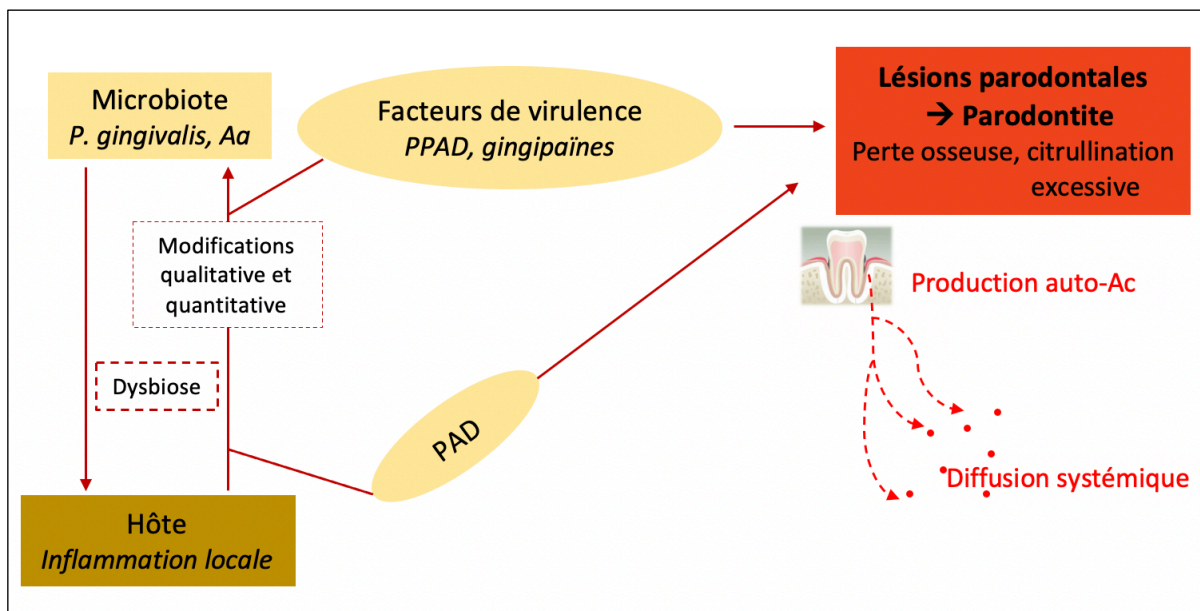 Microbiote
P. gingivalis, Aa
Facteurs de virulence
PPAD, gingipaïnes
Lésions parodontales
→ Parodontite
Perte osseuse, citrullination
excessive
Modifications
qualitative et
quantitative
Production auto-Ac
Dysbiose
PAD
Diffusion systémique
Hôte
Inflammation locale